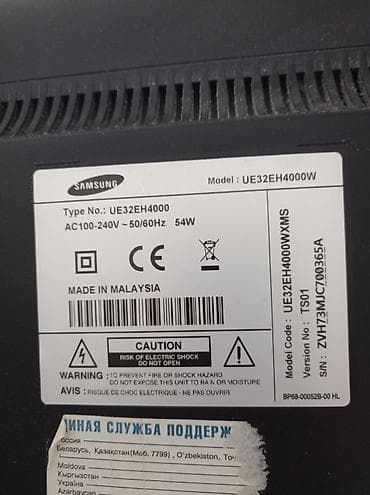 SAMSUNG
Model : UE32EH4000W
Type No.: UE32EH4000
AC100-240V ~ 50/60Hz 54W
CE
MADE IN MALAYSIA
CAUTION
RISK OF ELECTRIC SHOCK
DO NOT OPEN
WARNING : TO PREVENT FIRE OR SHOCK HAZARD
DO NOT EXPOSE THIS UNIT TO RAIN OR MOISTURE
AVIS : RISQUE DE CHOC ELECTRIQUE - NE PAS OUVRIR
Model Code : UE32EH4000WXMS
Version No : TS01
S/N : ZVH73MJC700365A
BP68-00052B-00 HL
ИНАЯ СЛУЖБА ПОДДЕРЖ
оссия
Беларусь, Казахстан(Моб. 7799) , O'zbekiston, То
Moldova
Кыргызстан
Україна
Azərbaycan